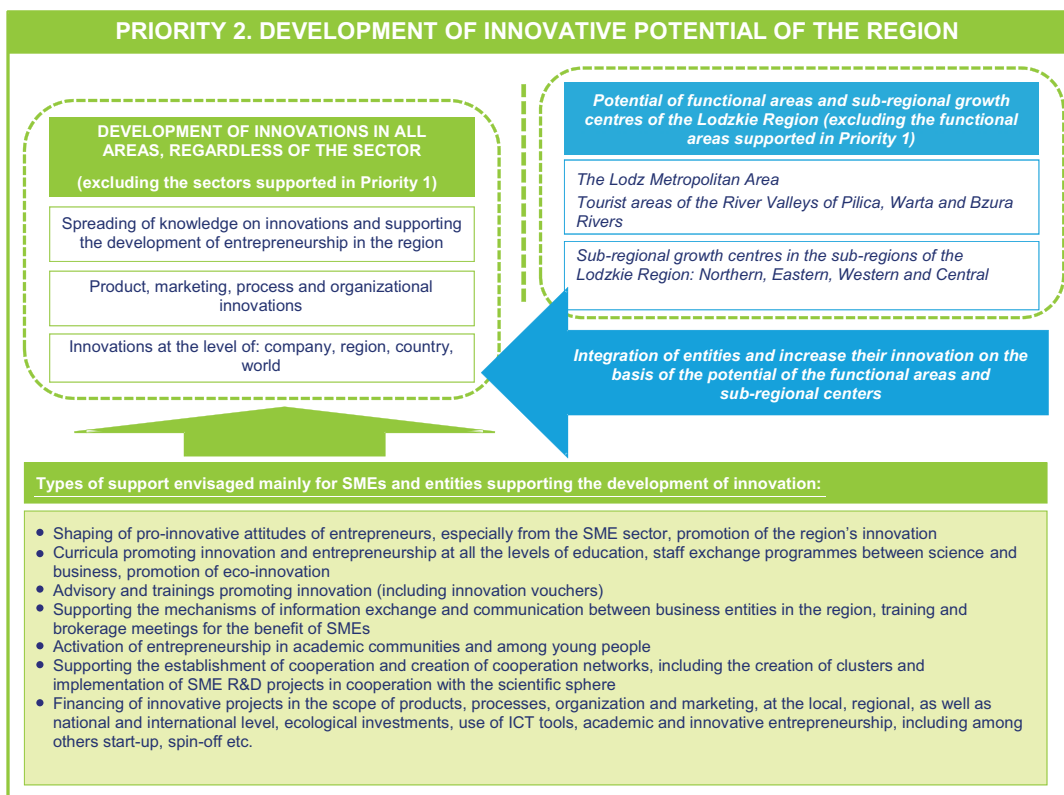 PRIORITY 2. DEVELOPMENT OF INNOVATIVE POTENTIAL OF THE REGION
DEVELOPMENT OF INNOVATIONS IN ALL
AREAS, REGARDLESS OF THE SECTOR
(excluding the sectors supported in Priority 1)
Spreading of knowledge on innovations and supporting
the development of entrepreneurship in the region
Product, marketing, process and organizational
innovations
Innovations at the level of: company, region, country,
world
Potential of functional areas and sub-regional growth
centres of the Lodzkie Region (excluding the functional
areas supported in Priority 1)
The Lodz Metropolitan Area
Tourist areas of the River Valleys of Pilica, Warta and Bzura
Rivers
Sub-regional growth centres in the sub-regions of the
Lodzkie Region: Northern, Eastern, Western and Central
Integration of entities and increase their innovation on the
basis of the potential of the functional areas and
sub-regional centers
Types of support envisaged mainly for SMEs and entities supporting the development of innovation:
• Shaping of pro-innovative attitudes of entrepreneurs, especially from the SME sector, promotion of the region's innovation
• Curricula promoting innovation and entrepreneurship at all the levels of education, staff exchange programmes between science and
business, promotion of eco-innovation
• Advisory and trainings promoting innovation (including innovation vouchers)
• Supporting the mechanisms of information exchange and communication between business entities in the region, training and
brokerage meetings for the benefit of SMEs
• Activation of entrepreneurship in academic communities and among young people
• Supporting the establishment of cooperation and creation of cooperation networks, including the creation of clusters and
implementation of SME R&D projects in cooperation with the scientific sphere
• Financing of innovative projects in the scope of products, processes, organization and marketing, at the local, regional, as well as
national and international level, ecological investments, use of ICT tools, academic and innovative entrepreneurship, including among
others start-up, spin-off etc.